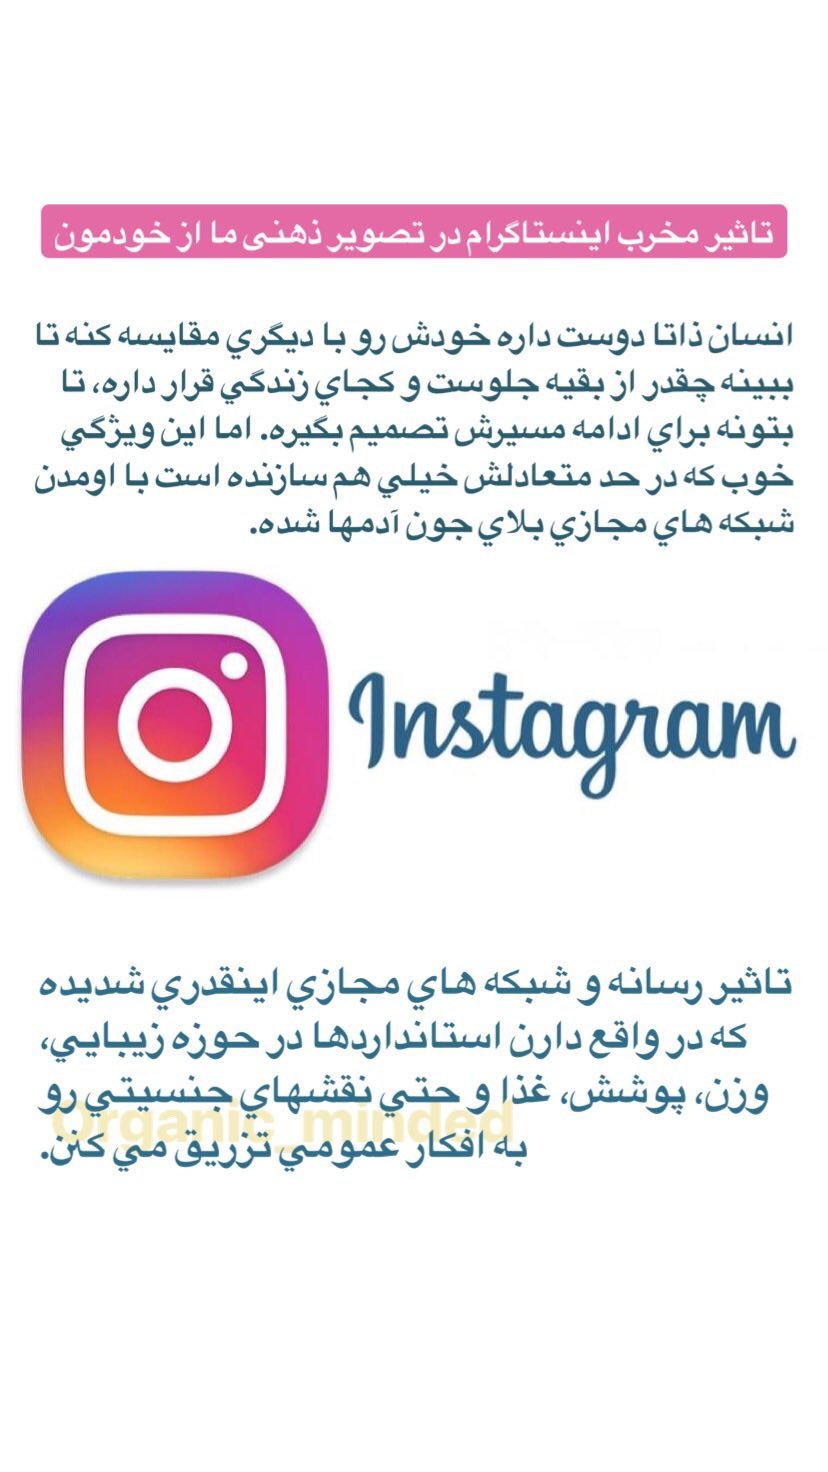 تاثیر مخرب اینستاگرام در تصویر ذهنی ما از خودمون
انسان ذاتا دوست داره خودش رو با ديگري مقايسه كنه تا
ببينه چقدر از بقيه جلوست و كجاي زندگي قرار داره، تا
بتونه براي ادامه مسيرش تصميم بگيره. اما اين ويژگي
خوب كه در حد متعادلش خيلي هم سازنده است با اومدن
شبكه هاي مجازي بلاي جون آدمها شده.
Instagram
تاثير رسانه و شبكه هاي مجازي اينقدري شديده
كه در واقع دارن استانداردها در حوزه زيبايي،
وزن، پوشش، غذا و حتي نقشهاي جنسيتي رو
Organic_minded
به افكار عمومي تزريق مي كنن.